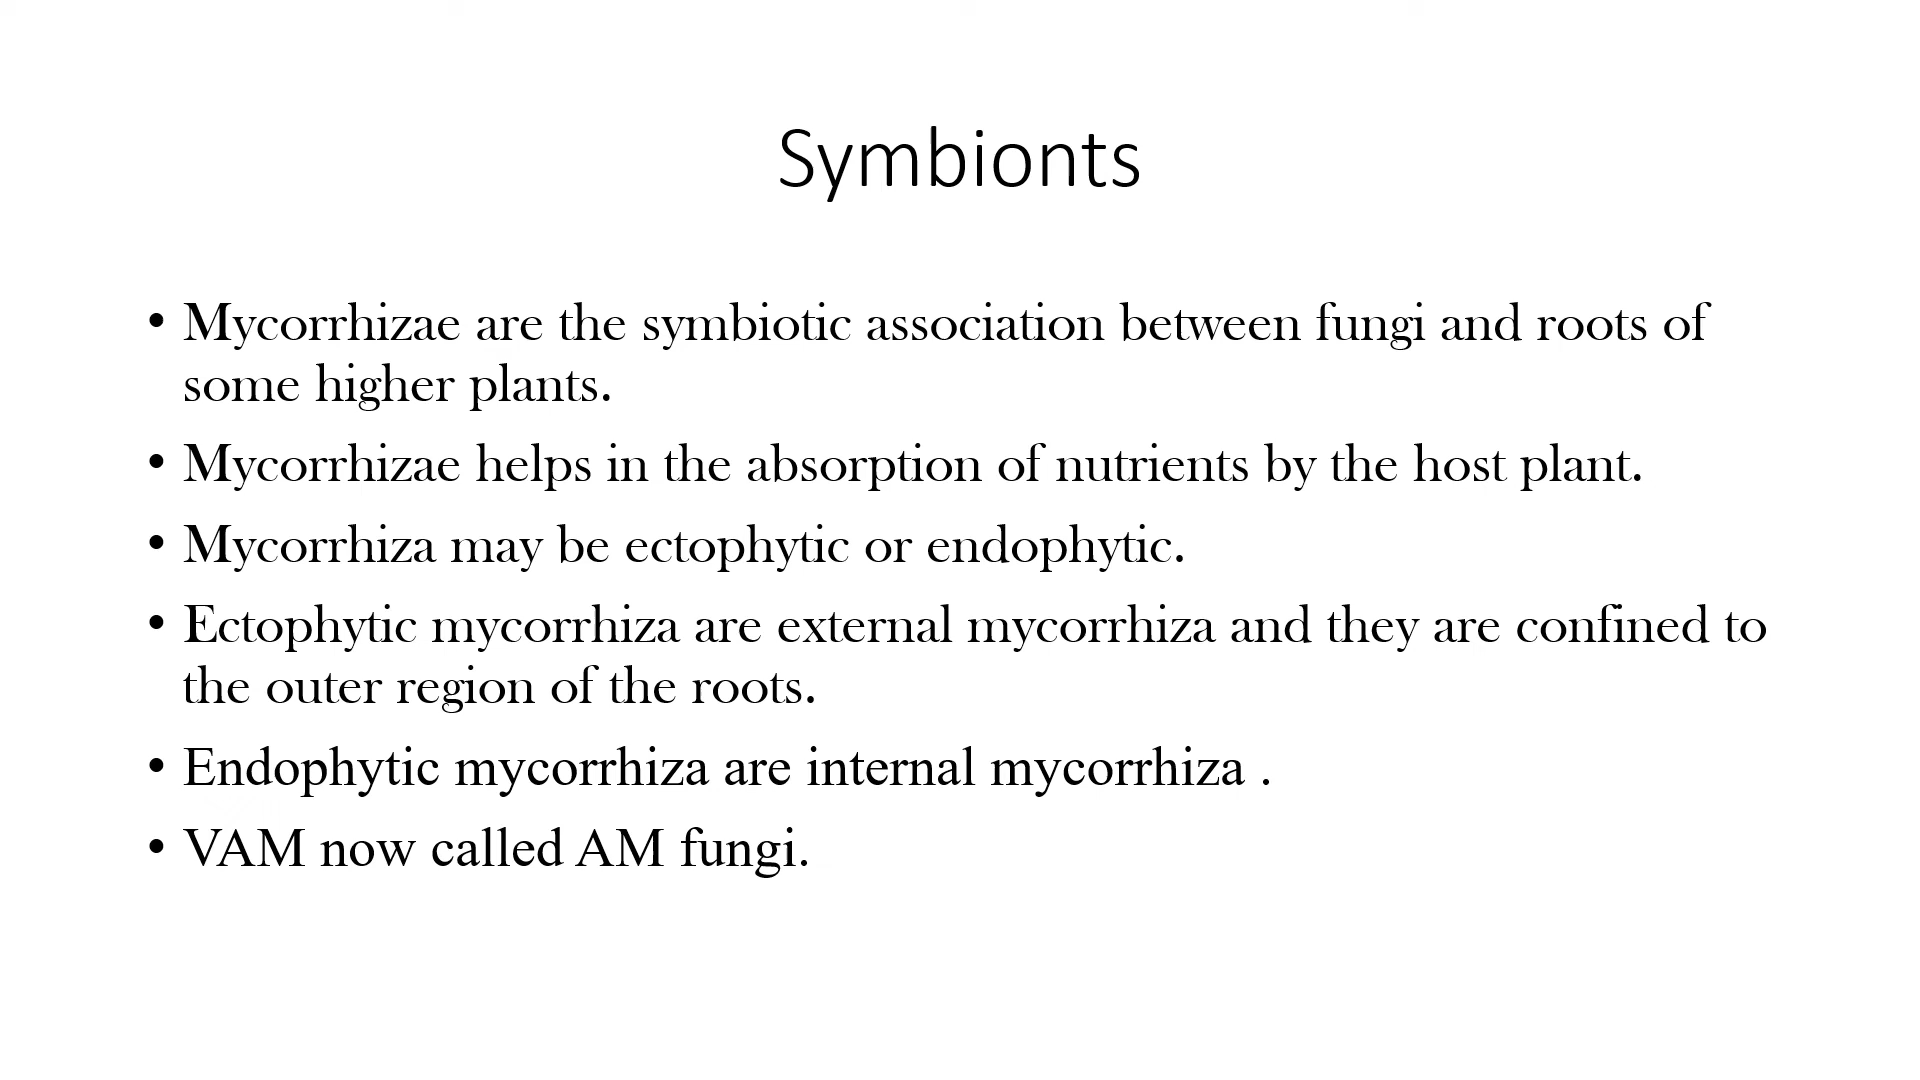 Symbionts
• Mycorrhizae are the symbiotic association between fungi and roots of
some higher plants.
• Mycorrhizae helps in the absorption of nutrients by the host plant.
• Mycorrhiza may be ectophytic or endophytic.
• Ectophytic mycorrhiza are external mycorrhiza and they are confined to
the outer region of the roots.
• Endophytic mycorrhiza are internal mycorrhiza .
• VAM now called AM fungi.